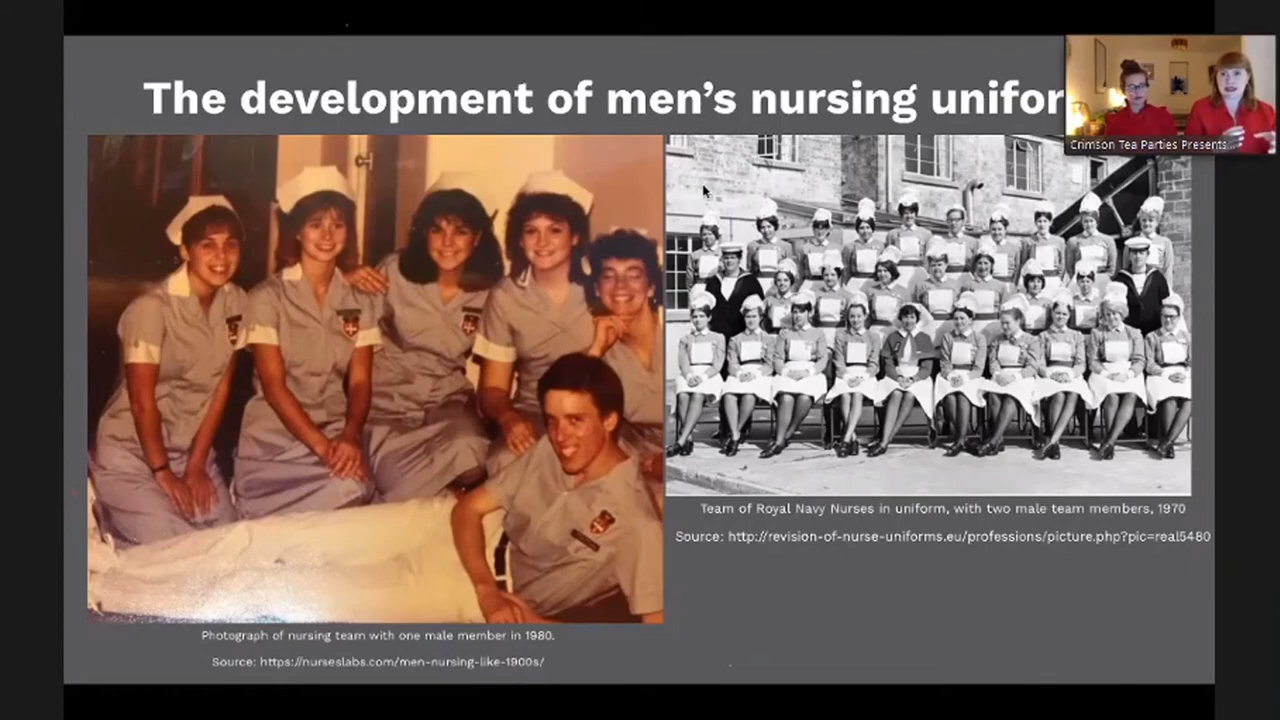 The development of men's nursing unifor
Crimson Tea Parties Presents...
Team of Royal Navy Nurses in uniform, with two male team members, 1970
Source: http://revision-of-nurse-uniforms.eu/professions/picture.php?pic=real5480
Photograph of nursing team with one male member in 1980.
Source: https://nurseslabs.com/men-nursing-like-1900s/